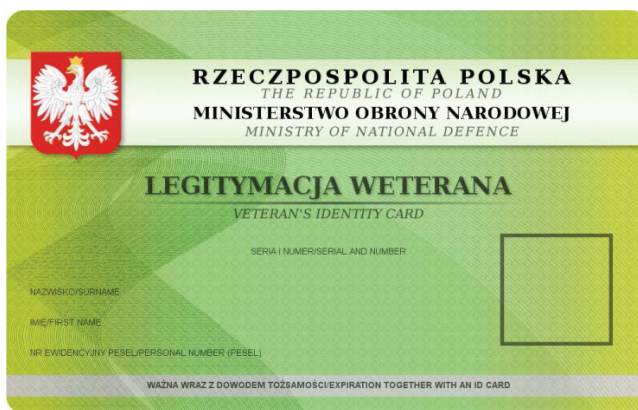 RZECZPOSPOLITA POLSKA
THE REPUBLIC OF POLAND
MINISTERSTWO OBRONY NARODOWEJ
MINISTRY OF NATIONAL DEFENCE
LEGITYMACJA WETERANA
VETERAN'S IDENTITY CARD
SERIA I NUMER/SERIAL AND NUMBER
NAZWISKO/SURNAME
IMIĘ/FIRST NAME
NR EWIDENCYJNY PESEL/PERSONAL NUMBER (PESEL)
WAŻNA WRAZ Z DOWODEM TOŻSAMOŚCI/EXPIRATION TOGETHER WITH AN ID CARD